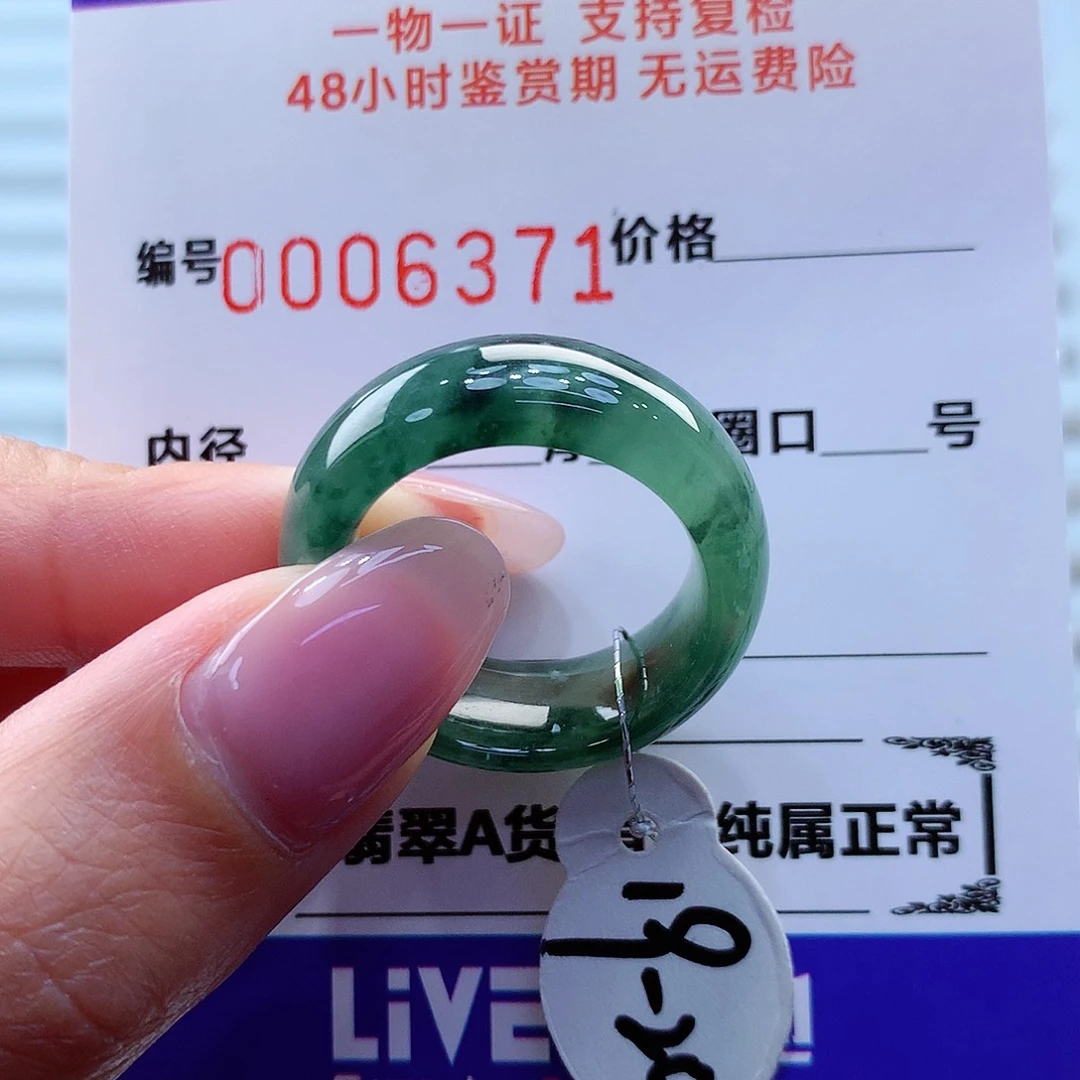 一物一证 支持复检
48小时鉴赏期 无运费险
编号0006371价格
内径 圈口 号
翡翠A货 纯属正常
19-20
LiVE